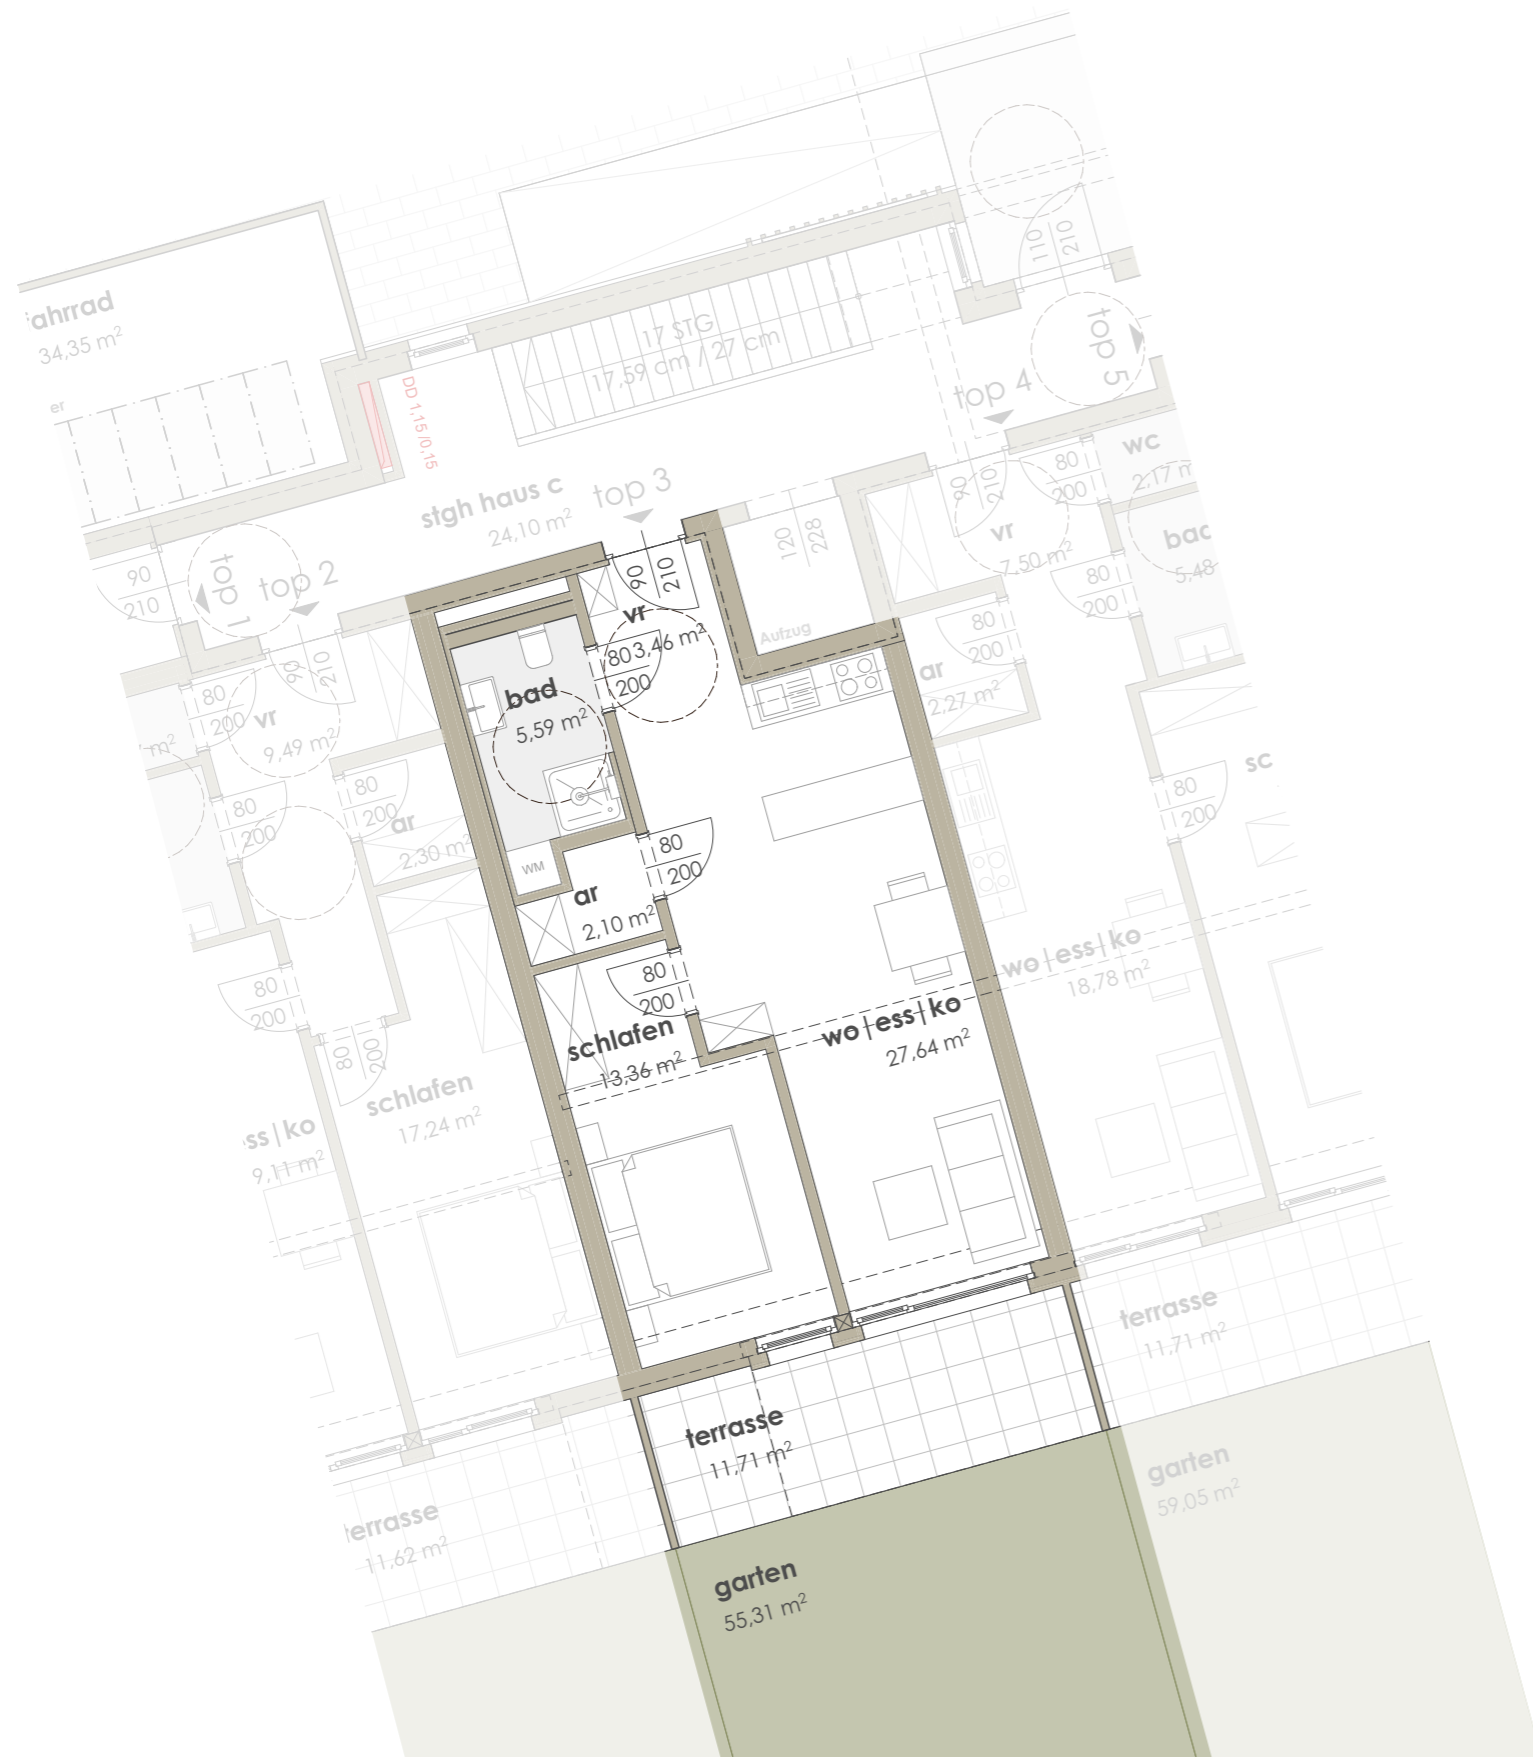 ahrrad
34,35 m²
er
DD 1,15 /0,15
17 STG
17,59 cm / 27 cm
110
210
top 5
top 4
stgh haus c
24,10 m²
top 3
120
228
Aufzug
90
210
80
200
wc
2,17 m
vr
7,50 m²
bad
5,48
80
200
80
200
ar
2,27 m²
90
210
top 1
top 2
90
210
80
200
vr
9,49 m²
m²
80
200
80
200
ar
2,30 m²
90
210
vr
3,46 m²
80
200
bad
5,59 m²
WM
80
200
ar
2,10 m²
80
200
schlafen
13,36 m²
wo|ess|ko
27,64 m²
sc
80
200
wo|ess|ko
18,78 m²
80
200
80
200
schlafen
17,24 m²
ss|ko
9,11 m²
terrasse
11,71 m²
terrasse
11,71 m²
garten
59,05 m²
terrasse
11,62 m²
garten
55,31 m²